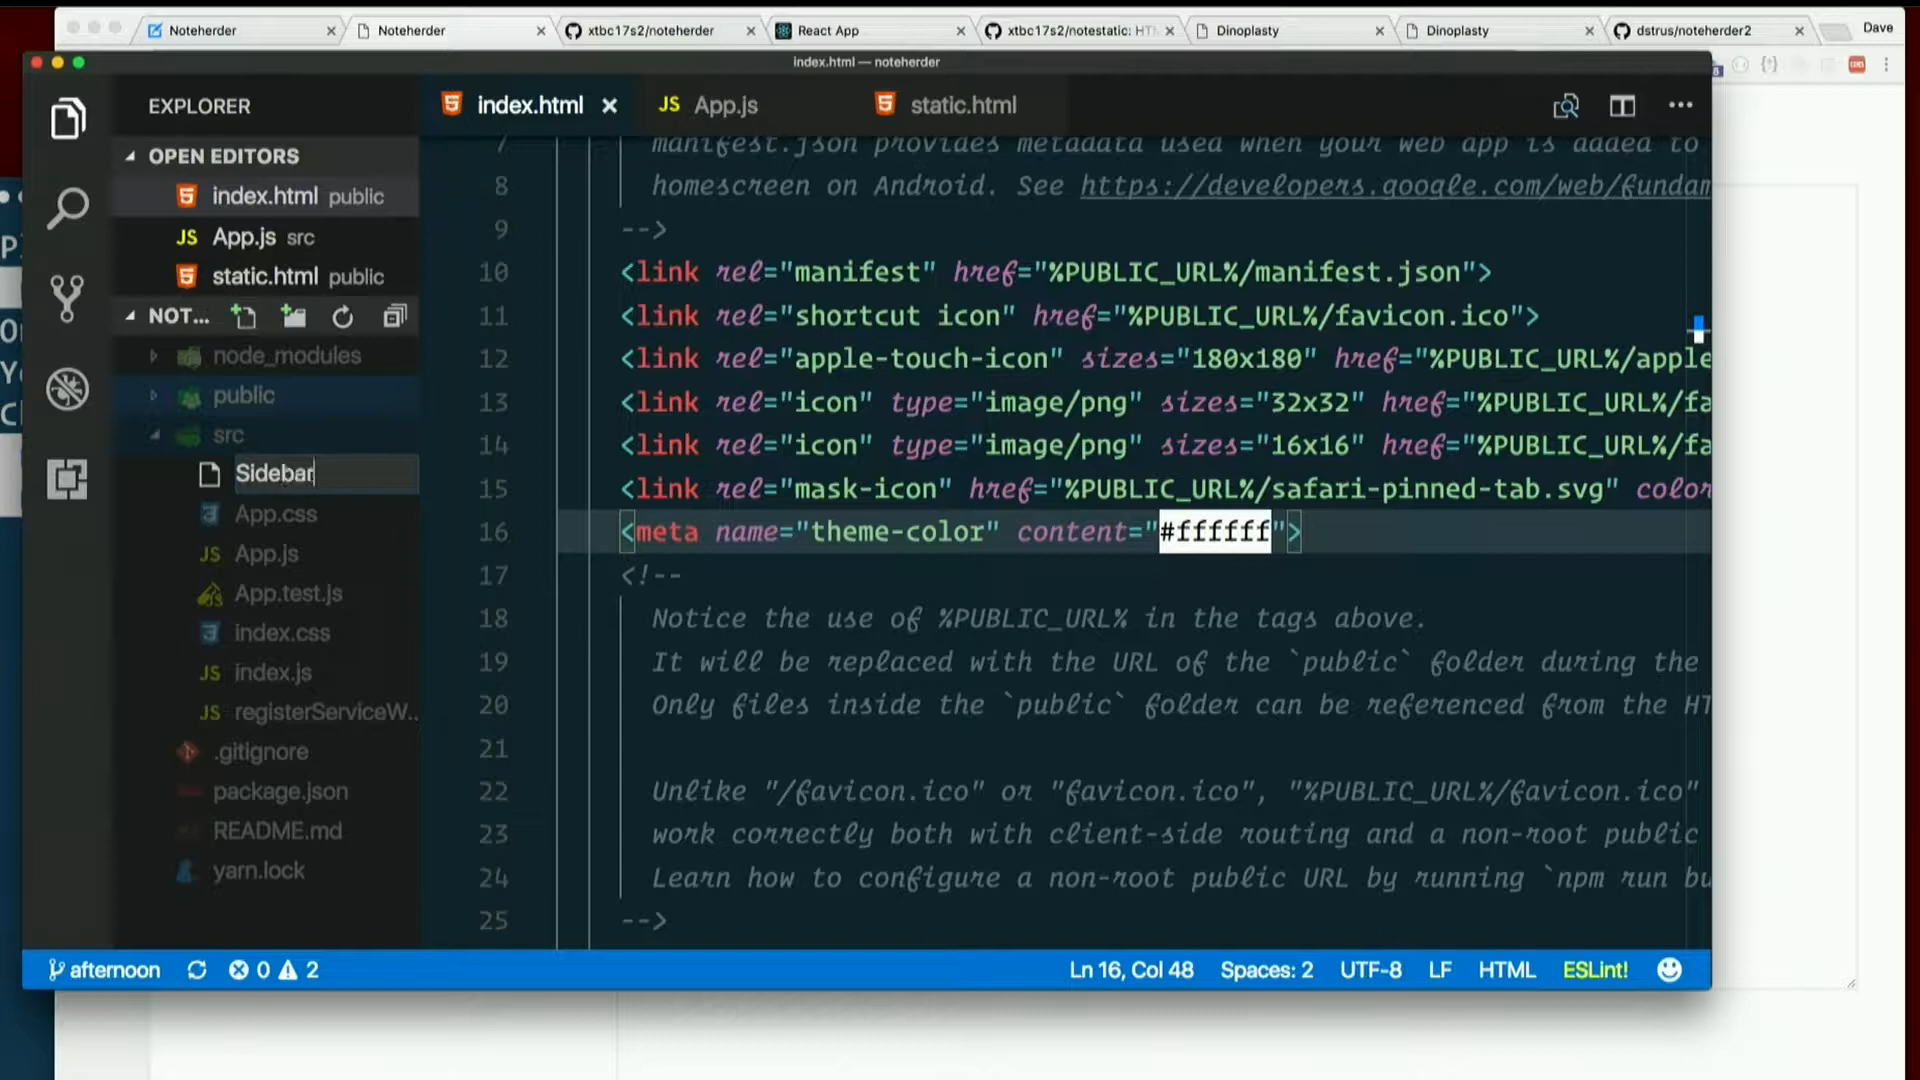 Noteherder
Noteherder
xtbc17s2/noteherder
React App
xtbc17s2/notestatic: HT
Dinoplasty
Dinoplasty
dstrus/noteherder2
Dave
index.html — noteherder
EXPLORER
index.html
JS App.js
static.html
OPEN EDITORS
index.html public
JS App.js src
static.html public
NOT...
node_modules
public
src
Sidebar
App.css
JS App.js
App.test.js
index.css
JS index.js
JS registerServiceW...
.gitignore
package.json
README.md
yarn.lock
7 manifest.json provides metadata used when your web app is added to
8 homescreen on Android. See https://developers.google.com/web/fundam
9 -->
10 <link rel="manifest" href="%PUBLIC_URL%/manifest.json">
11 <link rel="shortcut icon" href="%PUBLIC_URL%/favicon.ico">
12 <link rel="apple-touch-icon" sizes="180x180" href="%PUBLIC_URL%/apple
13 <link rel="icon" type="image/png" sizes="32x32" href="%PUBLIC_URL%/fa
14 <link rel="icon" type="image/png" sizes="16x16" href="%PUBLIC_URL%/fa
15 <link rel="mask-icon" href="%PUBLIC_URL%/safari-pinned-tab.svg" color
16 <meta name="theme-color" content="#ffffff">
17 <!--
18 Notice the use of %PUBLIC_URL% in the tags above.
19 It will be replaced with the URL of the `public` folder during the
20 Only files inside the `public` folder can be referenced from the HT
21
22 Unlike "/favicon.ico" or "favicon.ico", "%PUBLIC_URL%/favicon.ico"
23 work correctly both with client-side routing and a non-root public
24 Learn how to configure a non-root public URL by running `npm run bu
25 -->
afternoon
0
2
Ln 16, Col 48
Spaces: 2
UTF-8
LF
HTML
ESLint!